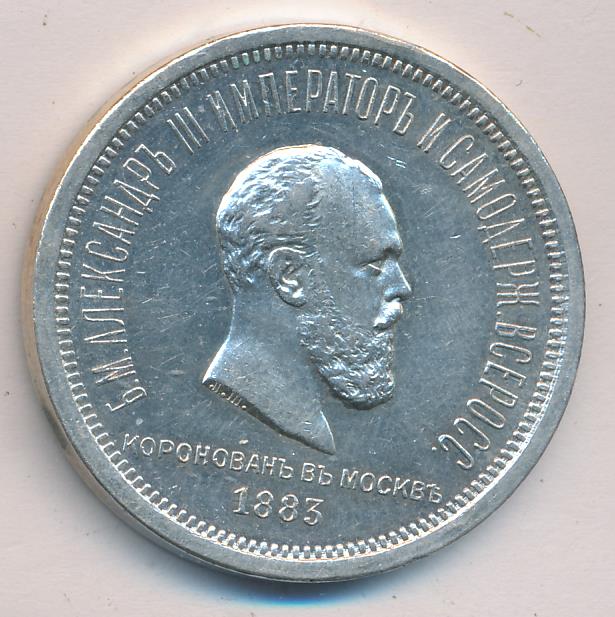 Б.М.АЛЕКСАНДРЪ III ИМПЕРАТОРЪ И САМОДЕРЖ.ВСЕРОСС.
КОРОНОВАНЪ ВЪ МОСКВѢ
1883